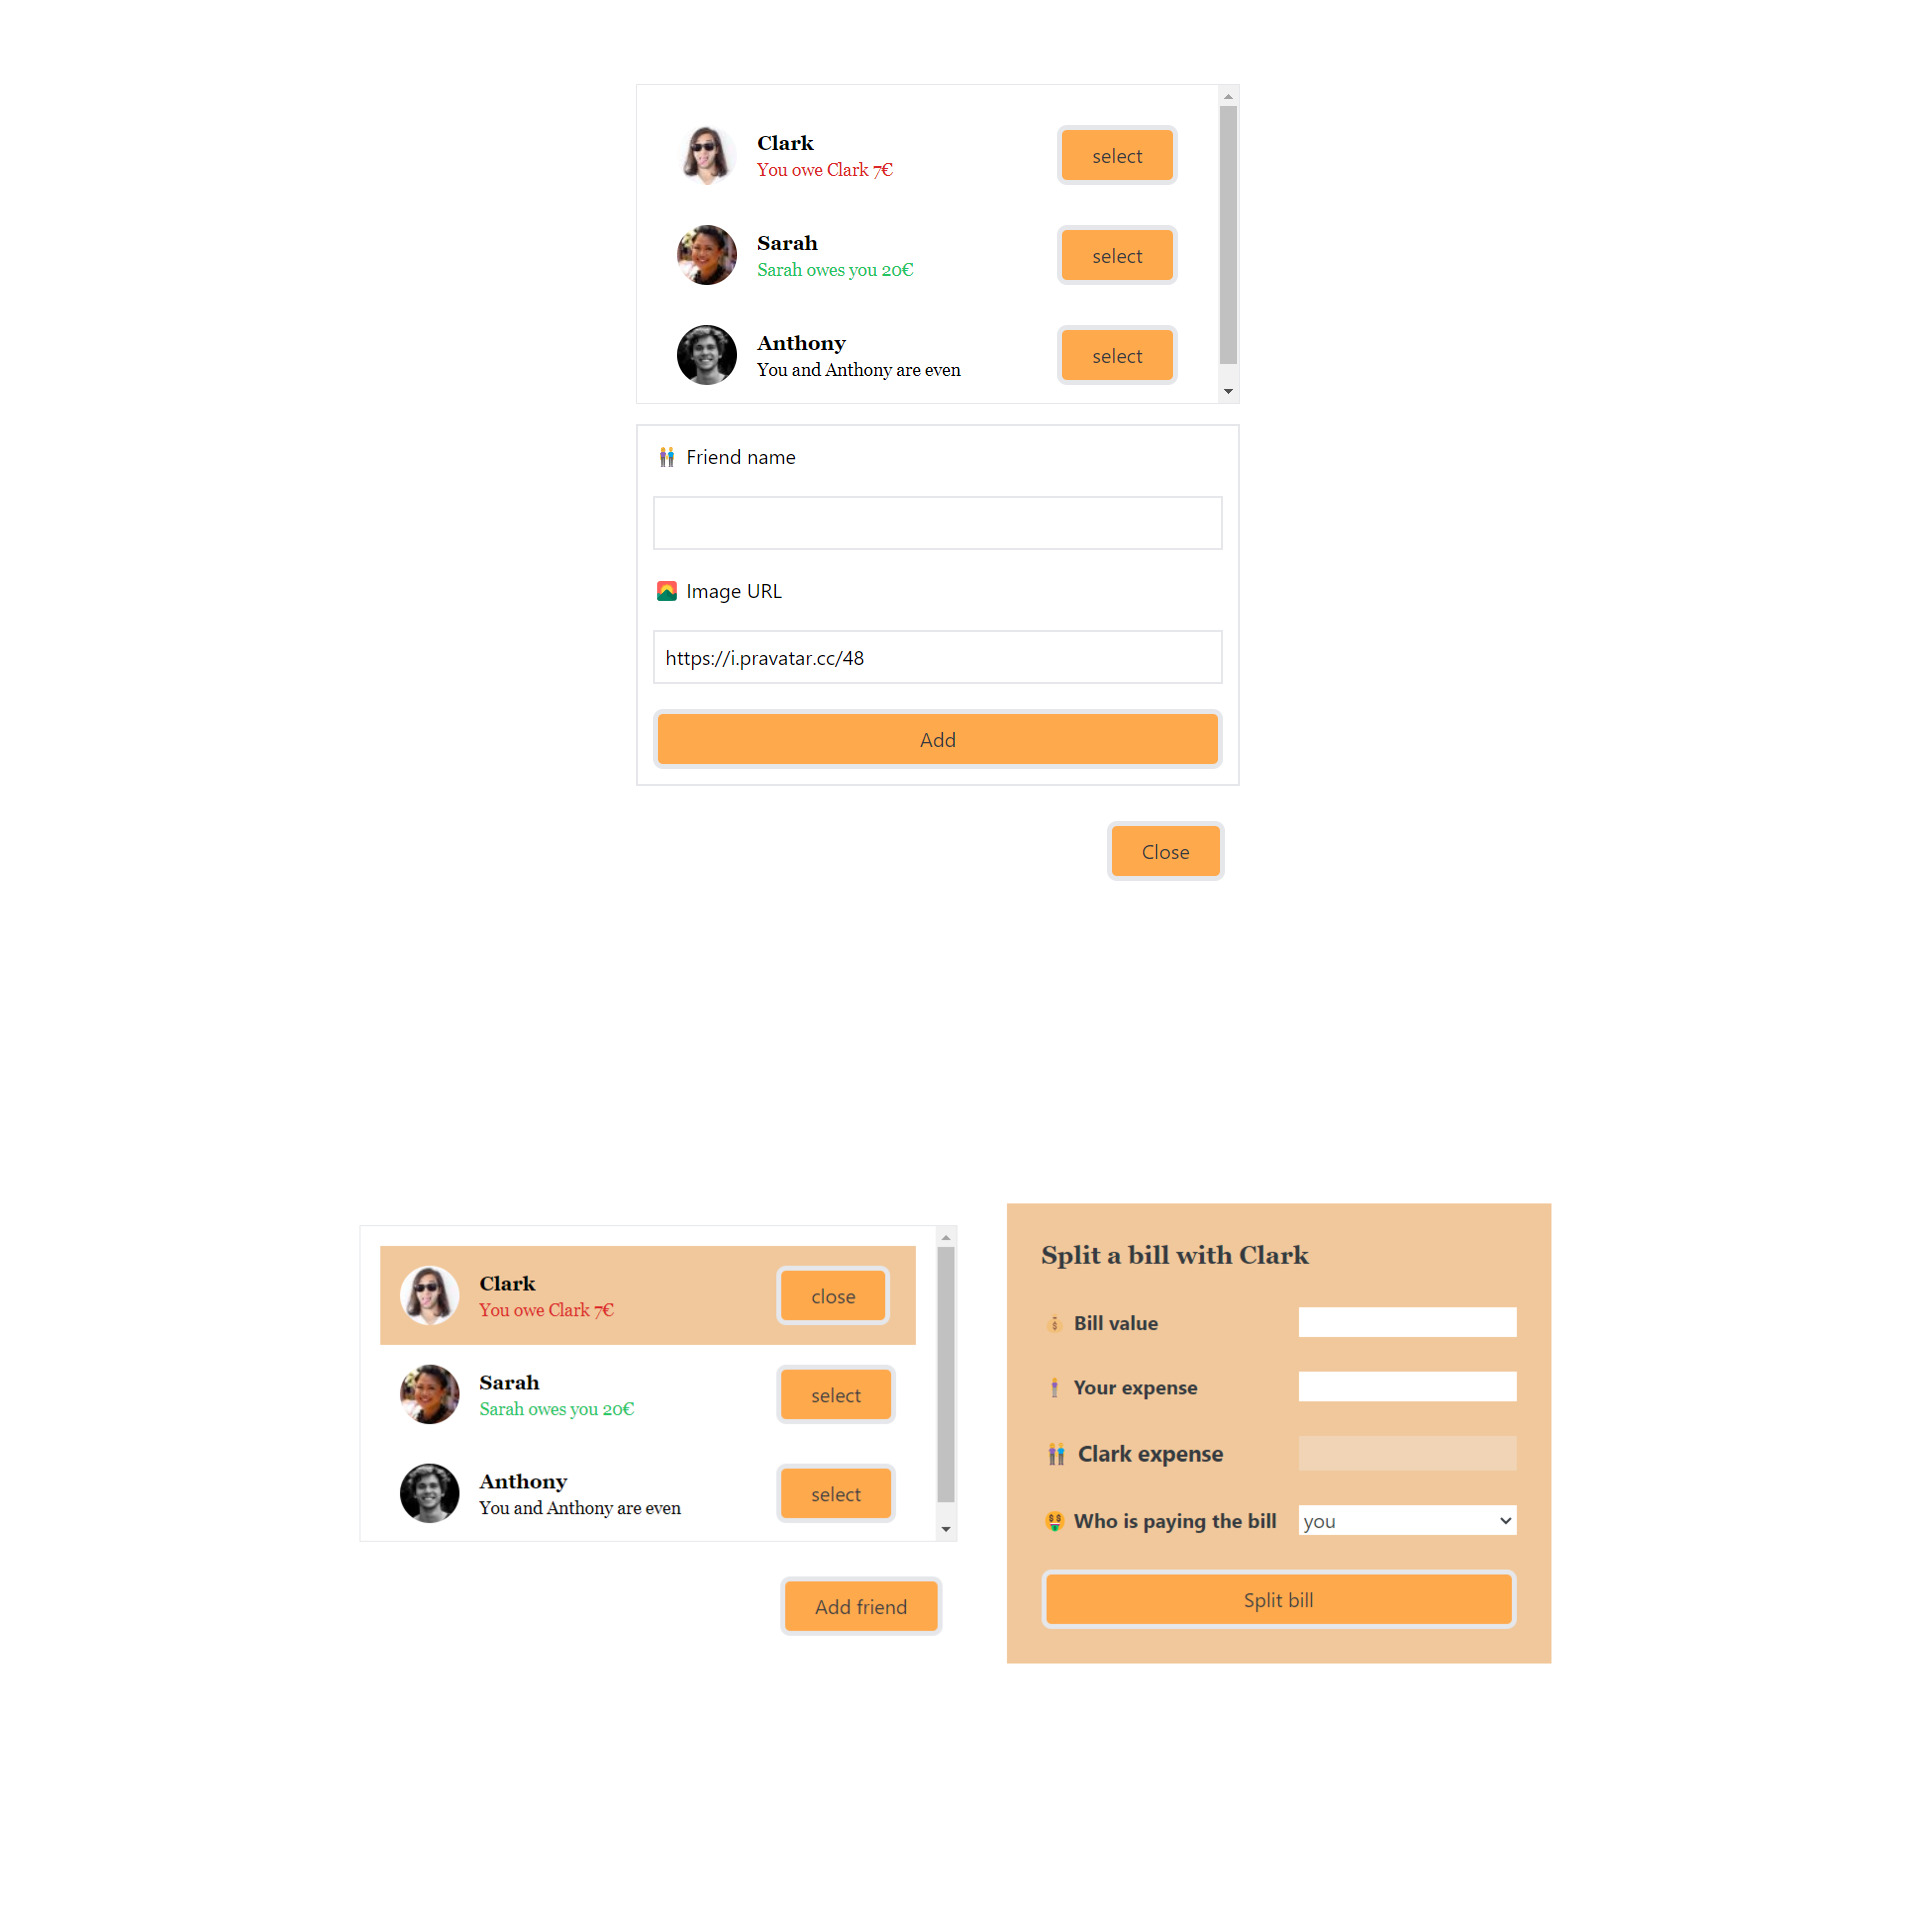 Clark
You owe Clark 7€
select
Sarah
Sarah owes you 20€
select
Anthony
You and Anthony are even
select
Friend name
Image URL
https://i.pravatar.cc/48
Add
Close
Clark
You owe Clark 7€
close
Sarah
Sarah owes you 20€
select
Anthony
You and Anthony are even
select
Add friend
Split a bill with Clark
Bill value
Your expense
Clark expense
Who is paying the bill
you
Split bill